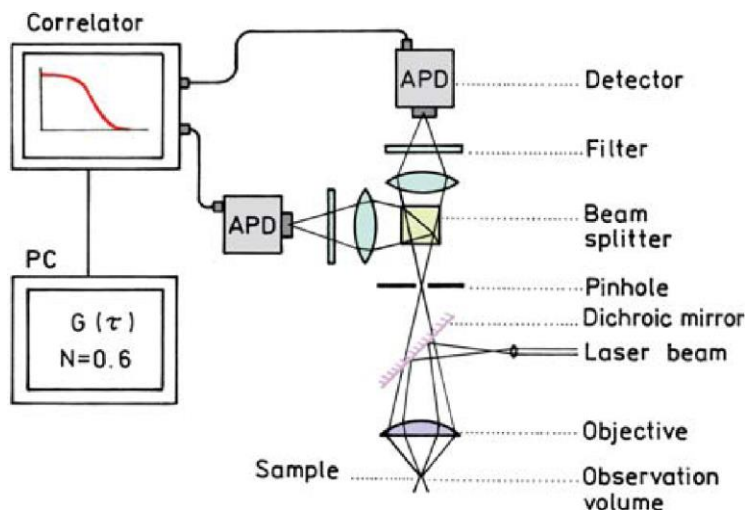 Correlator
APD
Detector
Filter
APD
Beam
splitter
PC
G (τ)
N=0.6
Pinhole
Dichroic mirror
Laser beam
Objective
Sample
Observation
volume